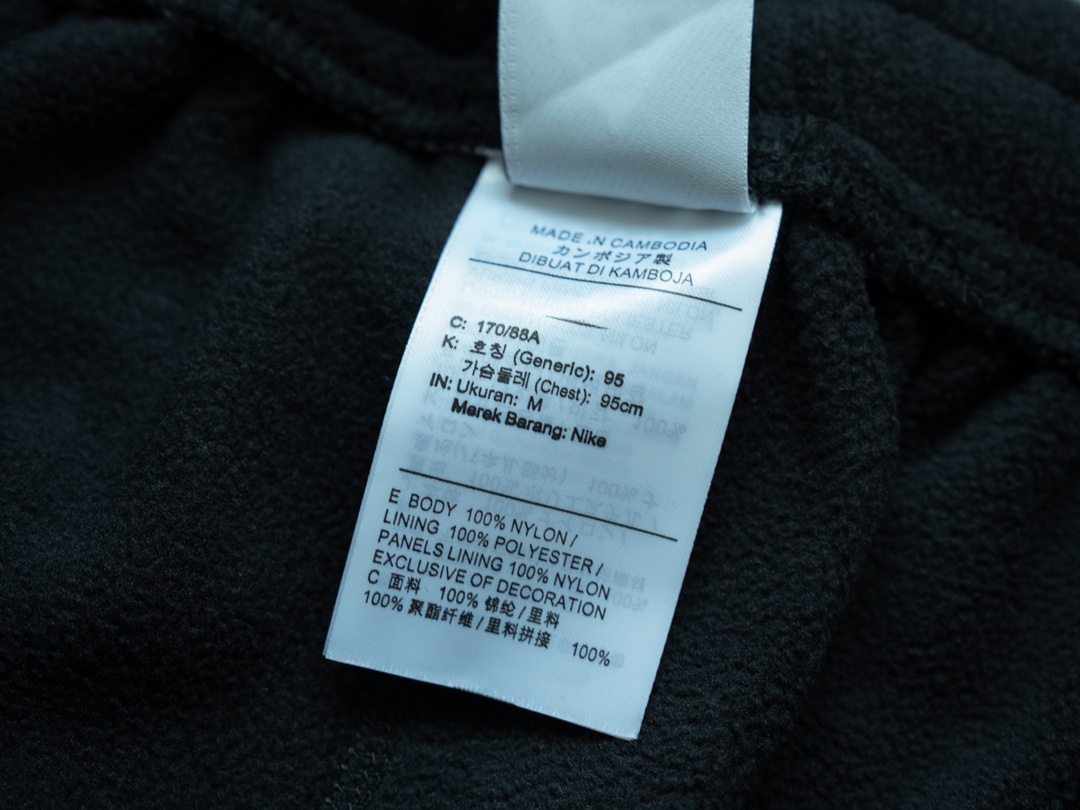 MADE IN CAMBODIA
カンボジア製
DIBUAT DI KAMBOJA
C: 170/88A
K: 호칭 (Generic): 95
가슴둘레 (Chest): 95cm
IN: Ukuran: M
Merek Barang: Nike
E BODY 100% NYLON /
LINING 100% POLYESTER /
PANELS LINING 100% NYLON
EXCLUSIVE OF DECORATION
C 面料 100% 锦纶 / 里料
100% 聚酯纤维 / 里料拼接 100%